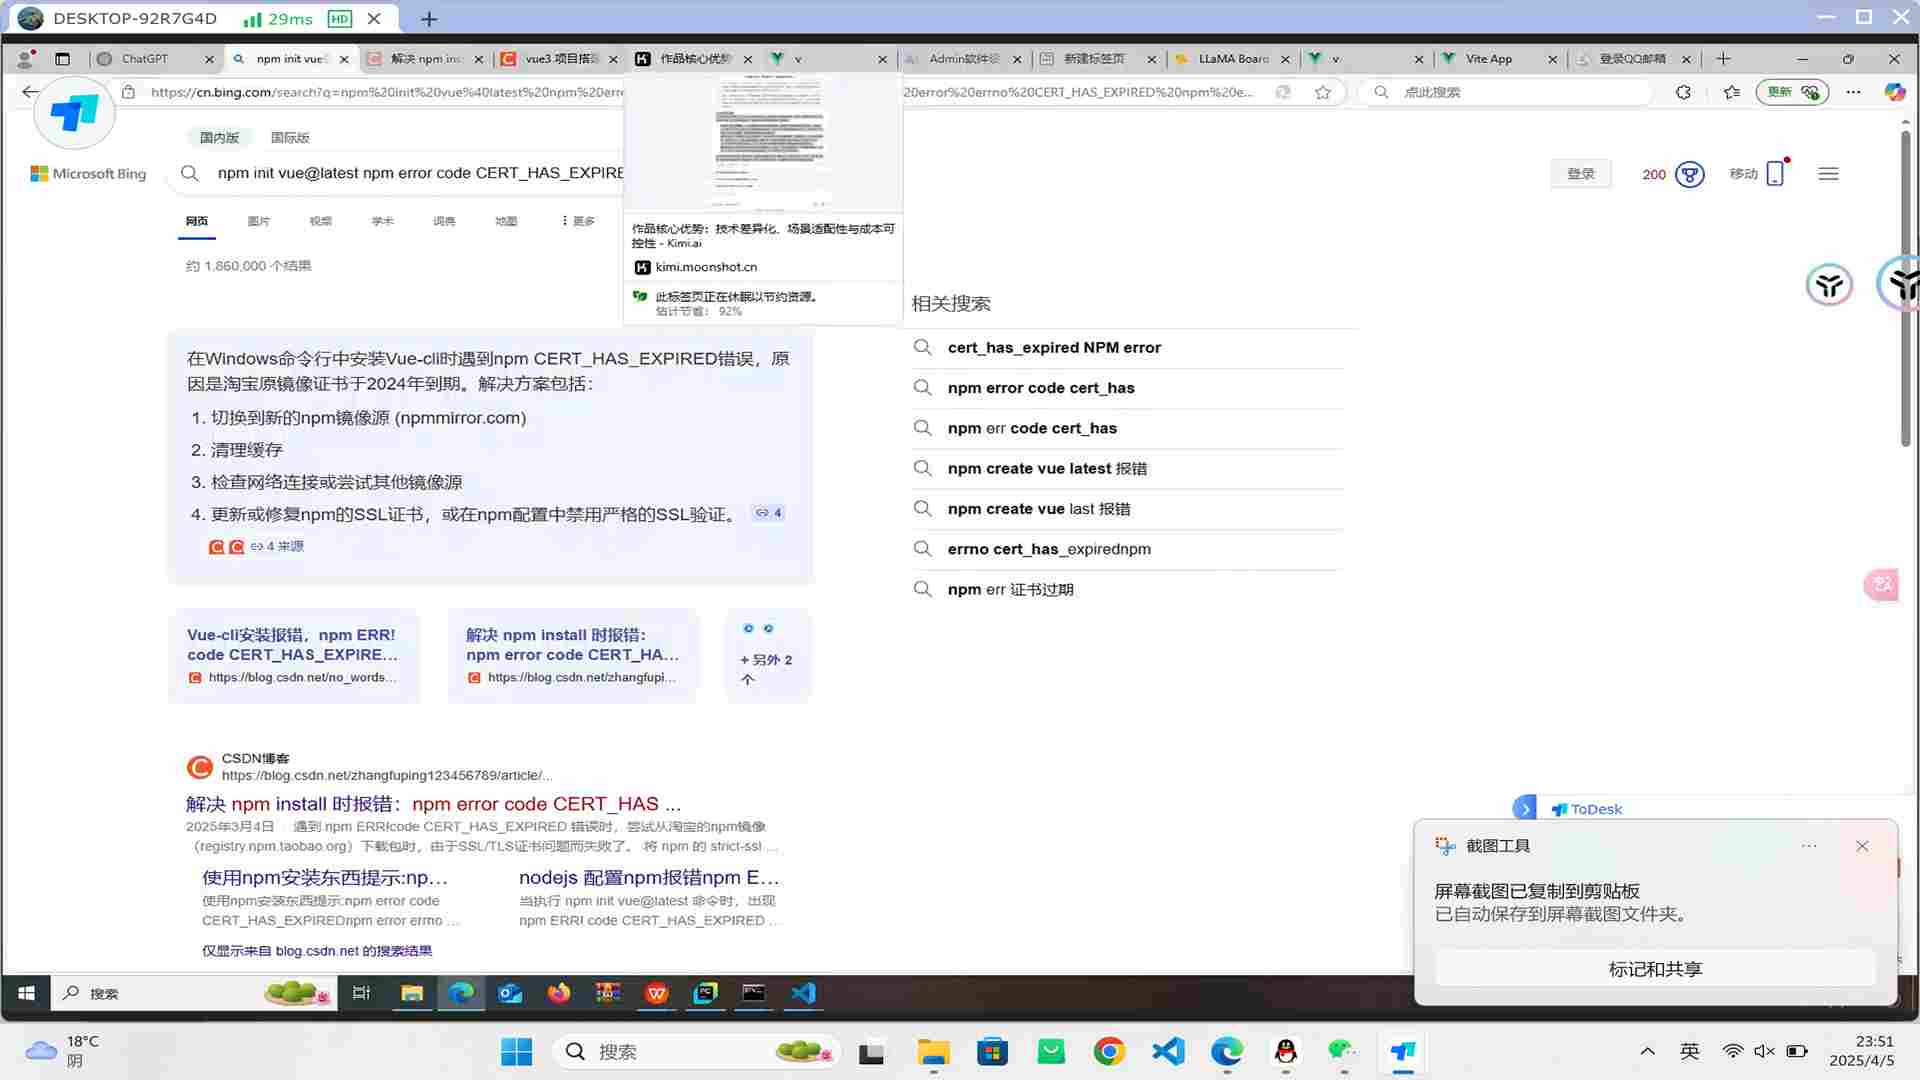 DESKTOP-92R7G4D
29ms
HD
ChatGPT
npm init vue
解决 npm ins
vue3 项目搭
作品核心优势
v
Admin软件
新建标签页
LLaMA Board
v
Vite App
登录QQ邮箱
https://cn.bing.com/search?q=npm%20init%20vue%40latest%20npm%20err
20error%20errno%20CERT_HAS_EXPIRED%20npm%20e...
点此搜索
更新
国内版
国际版
Microsoft Bing
npm init vue@latest npm error code CERT_HAS_EXPIRE
登录
200
移动
网页
图片
视频
学术
词典
地图
更多
约 1,860,000 个结果
作品核心优势：技术差异化、场景适配性与成本可
控性 - Kimi.ai
kimi.moonshot.cn
此标签页正在休眠以节约资源。
估计节省： 92%
在Windows命令行中安装Vue-cli时遇到npm CERT_HAS_EXPIRED错误，原
因是淘宝原镜像证书于2024年到期。解决方案包括：
1. 切换到新的npm镜像源 (npmmirror.com)
2. 清理缓存
3. 检查网络连接或尝试其他镜像源
4. 更新或修复npm的SSL证书，或在npm配置中禁用严格的SSL验证。
4
4 来源
Vue-cli安装报错，npm ERR!
code CERT_HAS_EXPIRE...
https://blog.csdn.net/no_words...
解决 npm install 时报错：
npm error code CERT_HA...
https://blog.csdn.net/zhangfupi...
+ 另外 2
个
相关搜索
cert_has_expired NPM error
npm error code cert_has
npm err code cert_has
npm create vue latest 报错
npm create vue last 报错
errno cert_has_expirednpm
npm err 证书过期
CSDN博客
https://blog.csdn.net/zhangfuping123456789/article/...
解决 npm install 时报错：npm error code CERT_HAS ...
2025年3月4日 · 遇到 npm ERR!code CERT_HAS_EXPIRED 错误时，尝试从淘宝的npm镜像
（registry.npm.taobao.org）下载包时，由于SSL/TLS证书问题而失败了。 将 npm 的 strict-ssl ...
使用npm安装东西提示:np...
使用npm安装东西提示:npm error code
CERT_HAS_EXPIREDnpm error errno ...
nodejs 配置npm报错npm E...
当执行 npm init vue@latest 命令时，出现
npm ERR! code CERT_HAS_EXPIRED ...
仅显示来自 blog.csdn.net 的搜索结果
ToDesk
截图工具
屏幕截图已复制到剪贴板
已自动保存到屏幕截图文件夹。
标记和共享
搜索
18°C
阴
搜索
英
23:51
2025/4/5